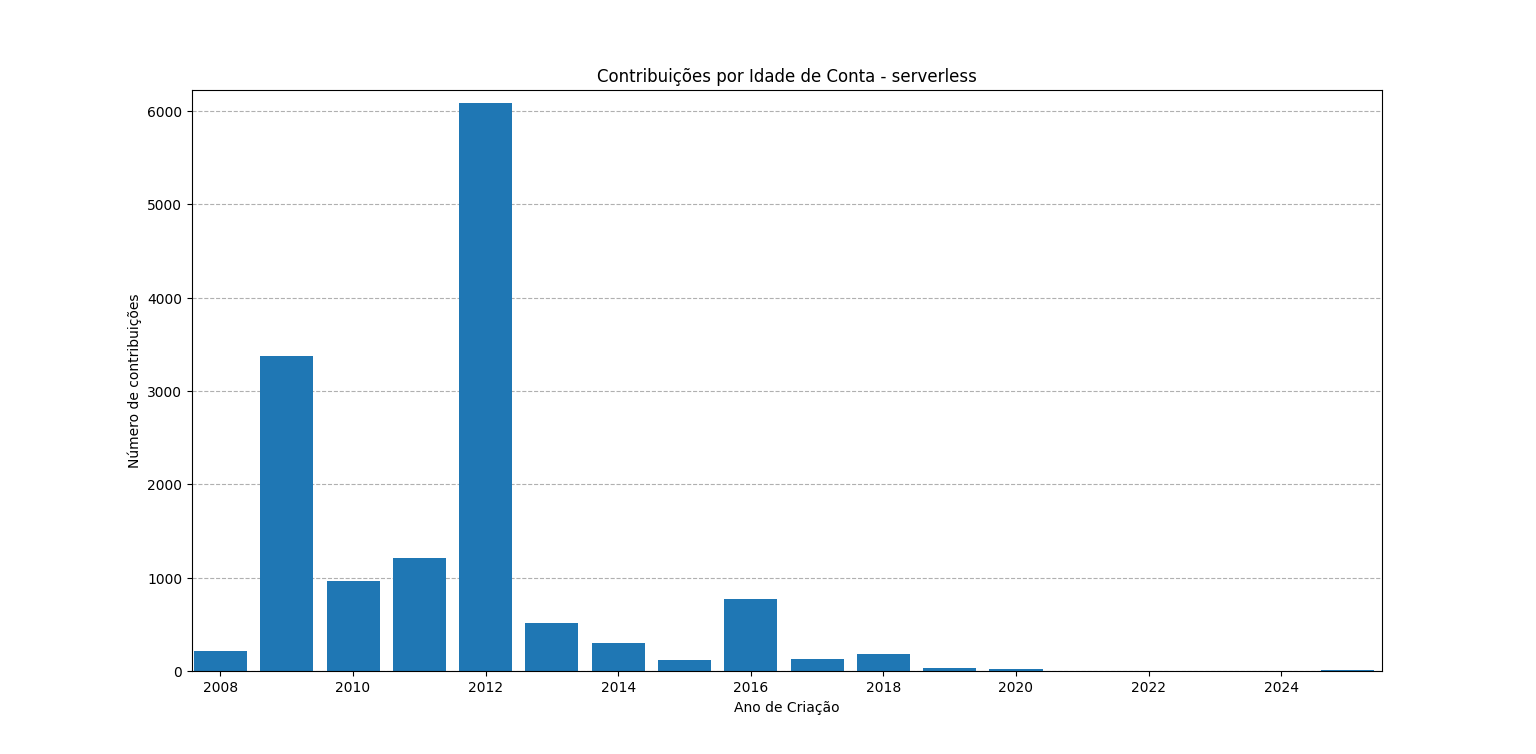 Contribuições por Idade de Conta - serverless
Número de contribuições
6000
5000
4000
3000
2000
1000
0
2008 2010 2012 2014 2016 2018 2020 2022 2024
Ano de Criação